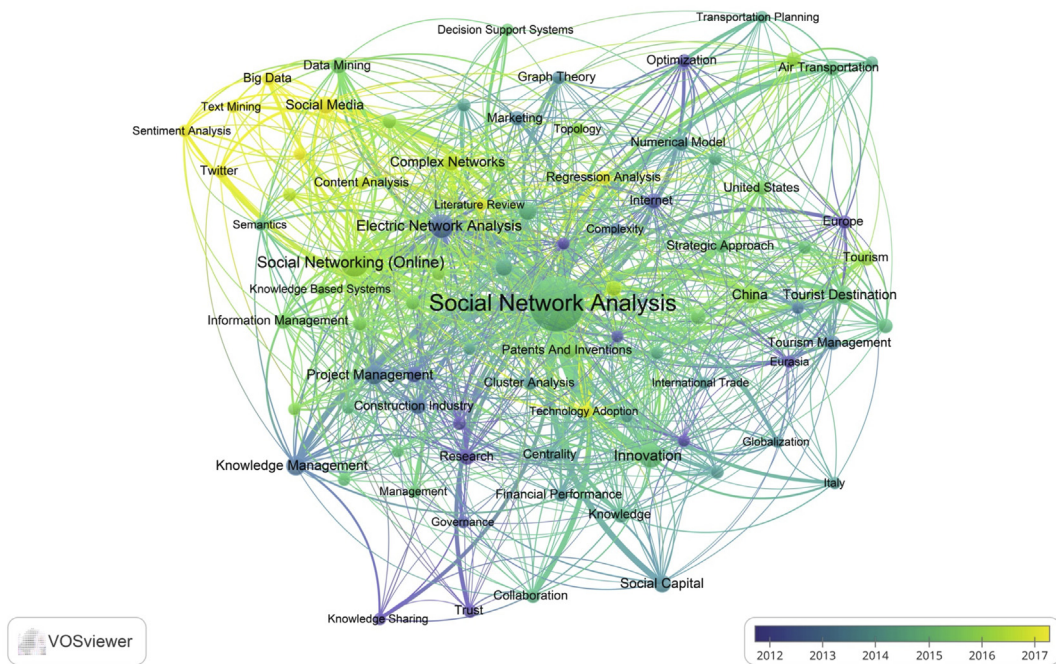 Transportation Planning
Decision Support Systems
Optimization
Data Mining
Air Transportation
Big Data
Graph Theory
Text Mining
Social Media
Marketing
Sentiment Analysis
Topology
Numerical Model
Complex Networks
Twitter
Content Analysis
Regression Analysis
United States
Literature Review
Internet
Semantics
Electric Network Analysis
Complexity
Europe
Strategic Approach
Tourism
Social Networking (Online)
Knowledge Based Systems
China
Tourist Destination
Social Network Analysis
Information Management
Tourism Management
Patents And Inventions
Eurasia
Project Management
Cluster Analysis
International Trade
Construction Industry
Technology Adoption
Globalization
Knowledge Management
Research
Centrality
Innovation
Italy
Management
Financial Performance
Governance
Knowledge
Social Capital
Collaboration
Knowledge Sharing
Trust
VOSviewer
2012 2013 2014 2015 2016 2017